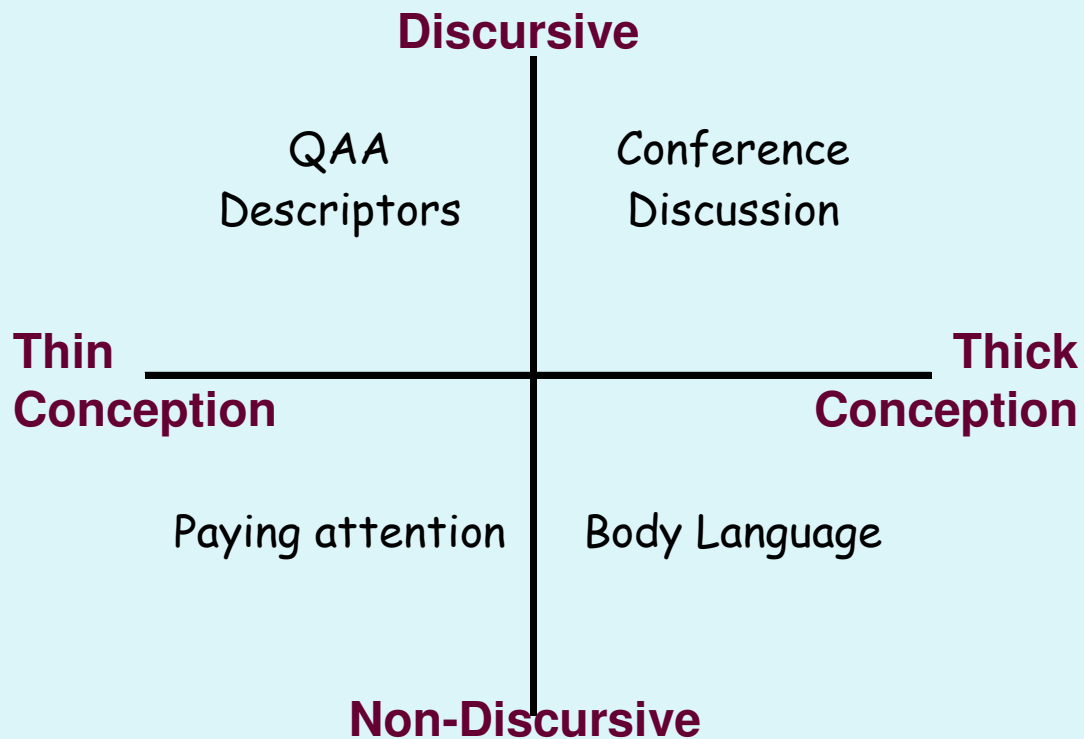 Discursive
QAA
Descriptors
Conference
Discussion
Thin
Conception
Thick
Conception
Paying attention
Body Language
Non-Discursive